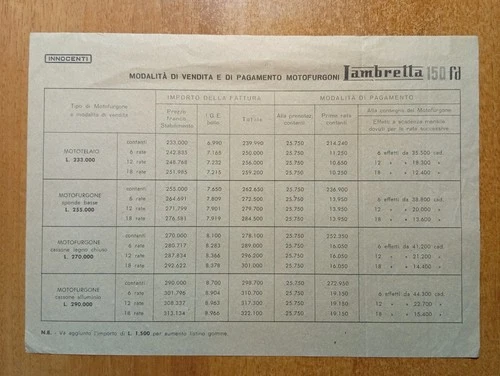 INNOCENTI
MODALITÀ DI VENDITA E DI PAGAMENTO MOTOFURGONI Lambretta 150 fd
Tipi di Motofurgone e modalità di vendita
IMPORTO DELLA FATTURA
MODALITÀ DI PAGAMENTO
Prezzo franco Stabilimento
I.G.E.
Totale
Alla prenotaz. contanti
Prima rata contanti
Alla consegna del Motofurgone
Effetti a scadenza mensile dovuti per le rate successive
MOTOTELAIO L. 233.000
contanti 233.000 6.990 239.990 25.750 214.240
6 rate 242.833 7.165 250.000 25.750 11.250 6 effetti da 35.500 cad.
12 rate 248.768 7.232 256.000 25.750 10.650 12 » » 18.300 »
18 rate 251.985 7.215 259.200 25.750 10.250 18 » » 12.400 »
MOTOFURGONE sponde basse L. 255.000
contanti 255.000 7.650 262.650 25.750 236.900
6 rate 264.691 7.809 272.500 25.750 13.950 6 effetti da 38.800 cad.
12 rate 271.799 7.901 279.700 25.750 13.950 12 » » 20.000 »
18 rate 276.581 7.919 284.500 25.750 13.950 18 » » 13.600 »
MOTOFURGONE cassone legno chiuso L. 270.000
contanti 270.000 8.100 278.100 25.750 252.350
6 rate 280.717 8.283 289.000 25.750 16.050 6 effetti da 41.200 cad.
12 rate 287.834 8.366 296.200 25.750 16.050 12 » » 21.200 »
18 rate 292.622 8.378 301.000 25.750 16.050 18 » » 14.400 »
MOTOFURGONE cassone alluminio L. 290.000
contanti 290.000 8.700 298.700 25.750 272.950
6 rate 301.796 8.904 310.700 25.750 19.150 6 effetti da 44.300 cad.
12 rate 308.337 8.963 317.300 25.750 19.150 12 » » 22.700 »
18 rate 313.134 8.966 322.100 25.750 19.150 18 » » 15.400 »
N.B. - Va aggiunto l'importo di L. 1.500 per aumento listino gomme.